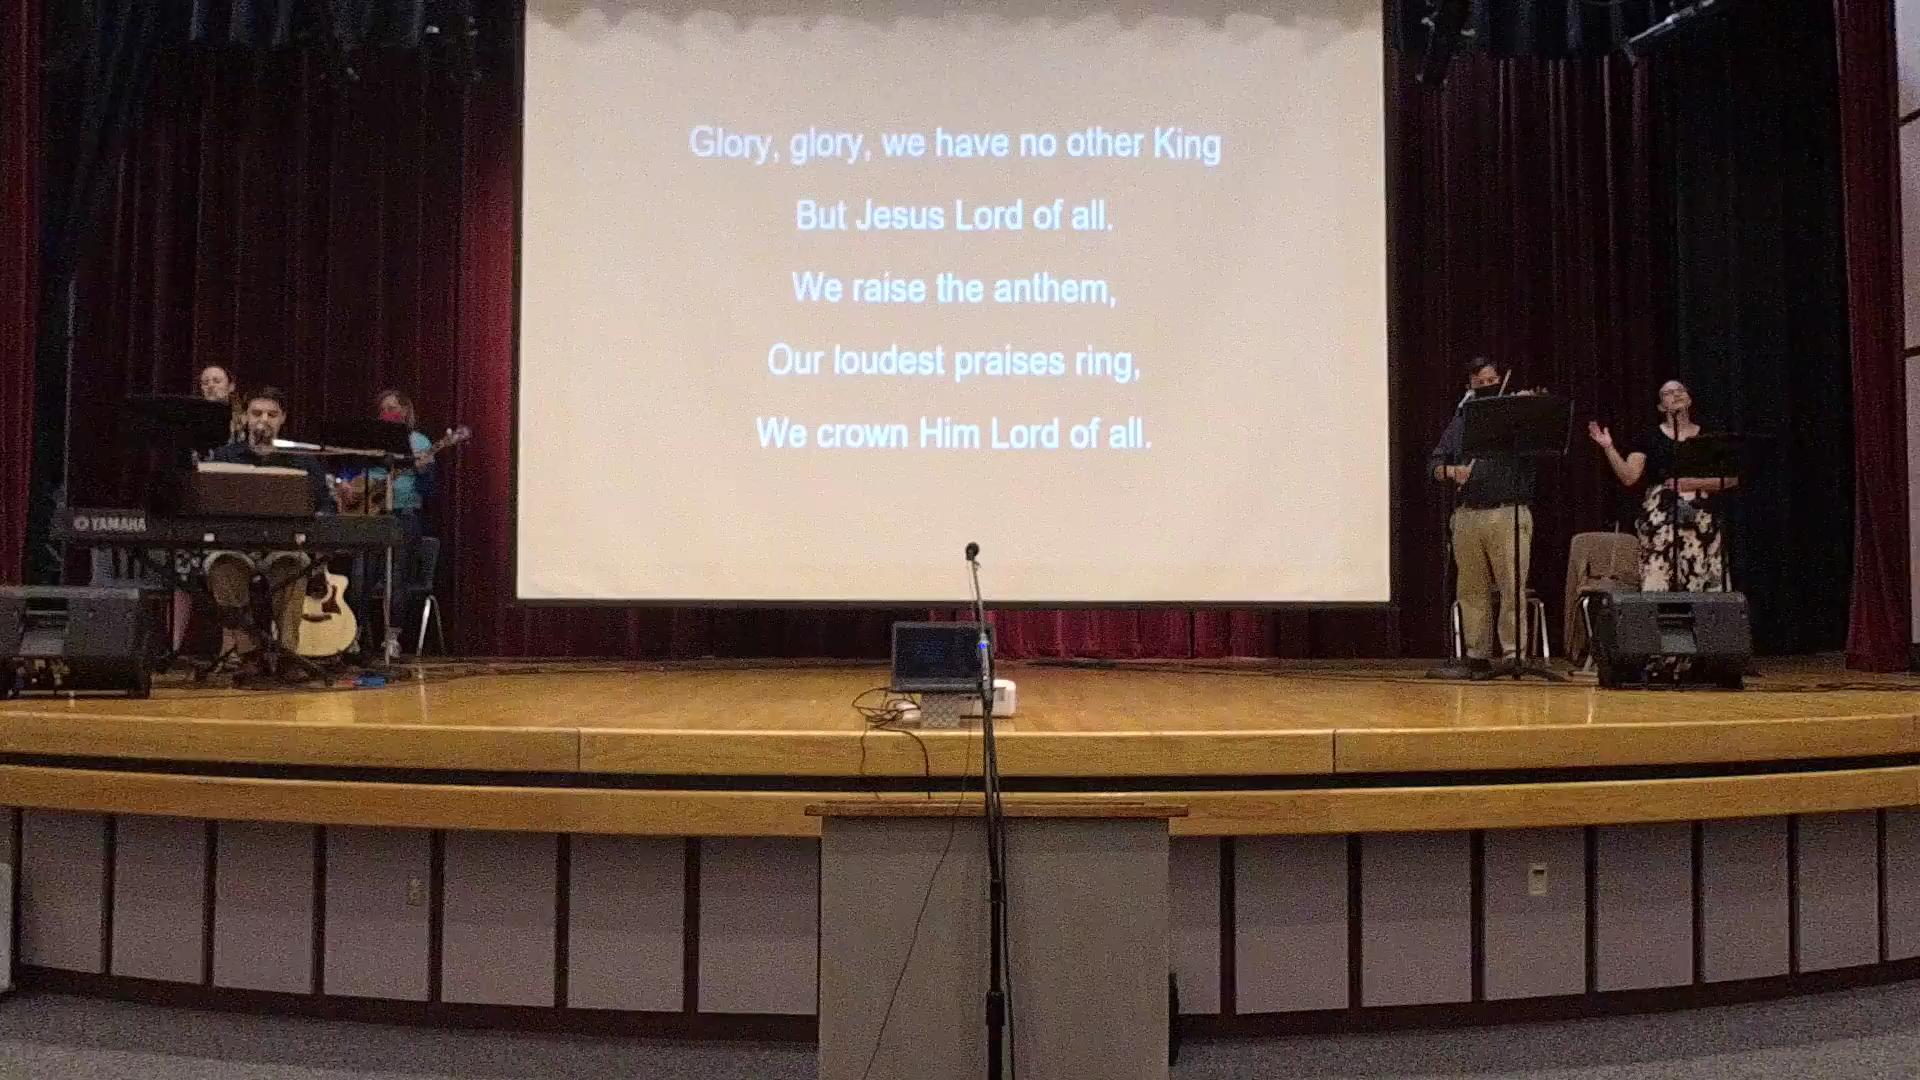 Glory, glory, we have no other King
But Jesus Lord of all.
We raise the anthem,
Our loudest praises ring,
We crown Him Lord of all.
YAMAHA